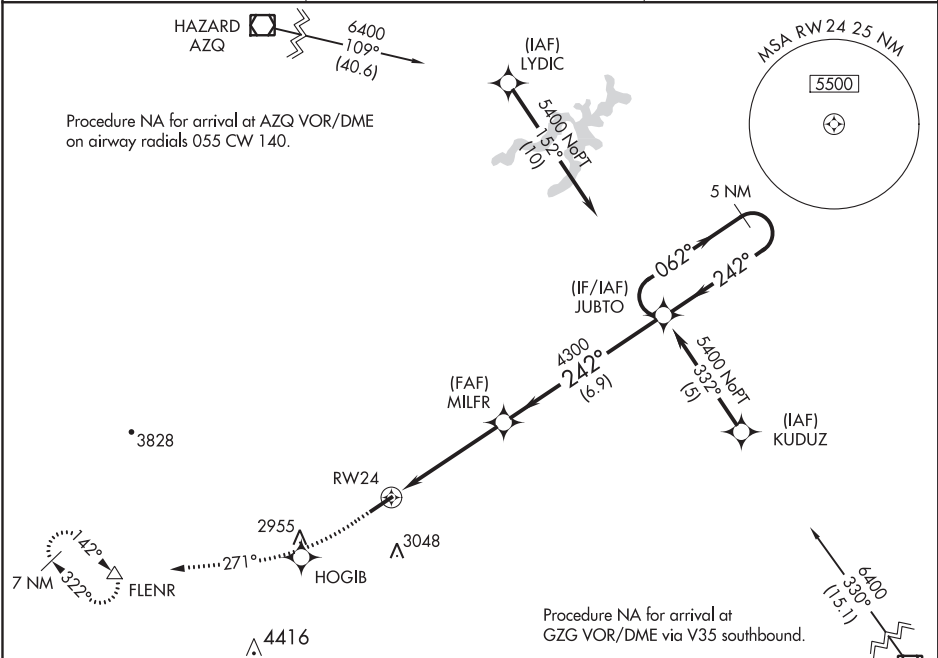 HAZARD
AZQ
6400
109°
(40.6)
(IAF)
LYDIC
5400 NoPT
152°
(10)
MSA RW 24 25 NM
5500
Procedure NA for arrival at AZQ VOR/DME
on airway radials 055 CW 140.
5 NM
062°
242°
(IF/IAF)
JUBTO
4300
242°
(6.9)
5400 NoPT
332°
(5)
(FAF)
MILFR
(IAF)
KUDUZ
3828
RW24
2955
3048
142°
7 NM
322°
FLENR
271°
HOGIB
6400
330°
(15.1)
Procedure NA for arrival at
GZG VOR/DME via V35 southbound.
4416